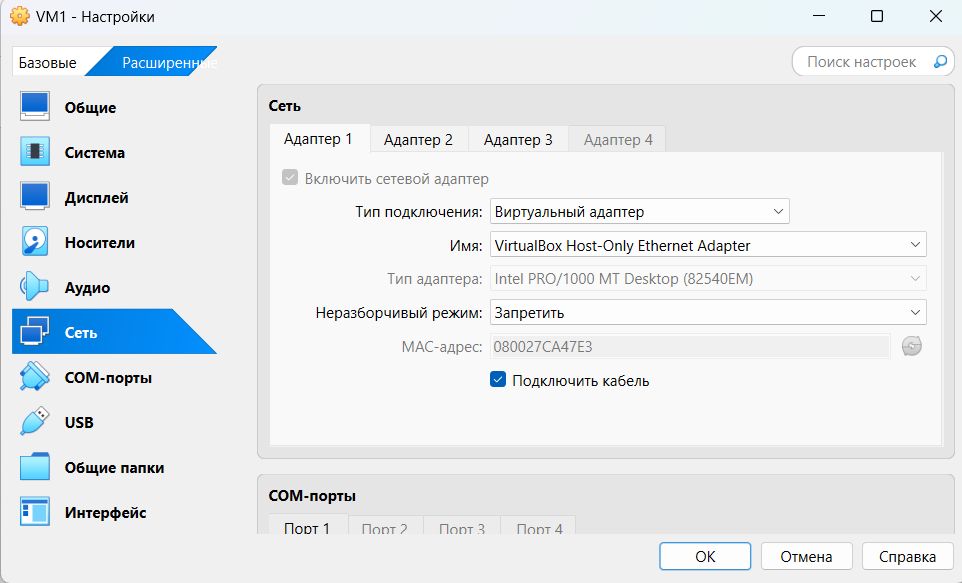 VM1 - Настройки
Базовые Расширенные Поиск настроек
Общие
Система
Дисплей
Носители
Аудио
Сеть
COM-порты
USB
Общие папки
Интерфейс
Сеть
Адаптер 1 Адаптер 2 Адаптер 3 Адаптер 4
Включить сетевой адаптер
Тип подключения: Виртуальный адаптер
Имя: VirtualBox Host-Only Ethernet Adapter
Тип адаптера: Intel PRO/1000 MT Desktop (82540EM)
Неразборчивый режим: Запретить
MAC-адрес: 080027CA47E3
Подключить кабель
COM-порты
Порт 1 Порт 2 Порт 3 Порт 4
OK Отмена Справка